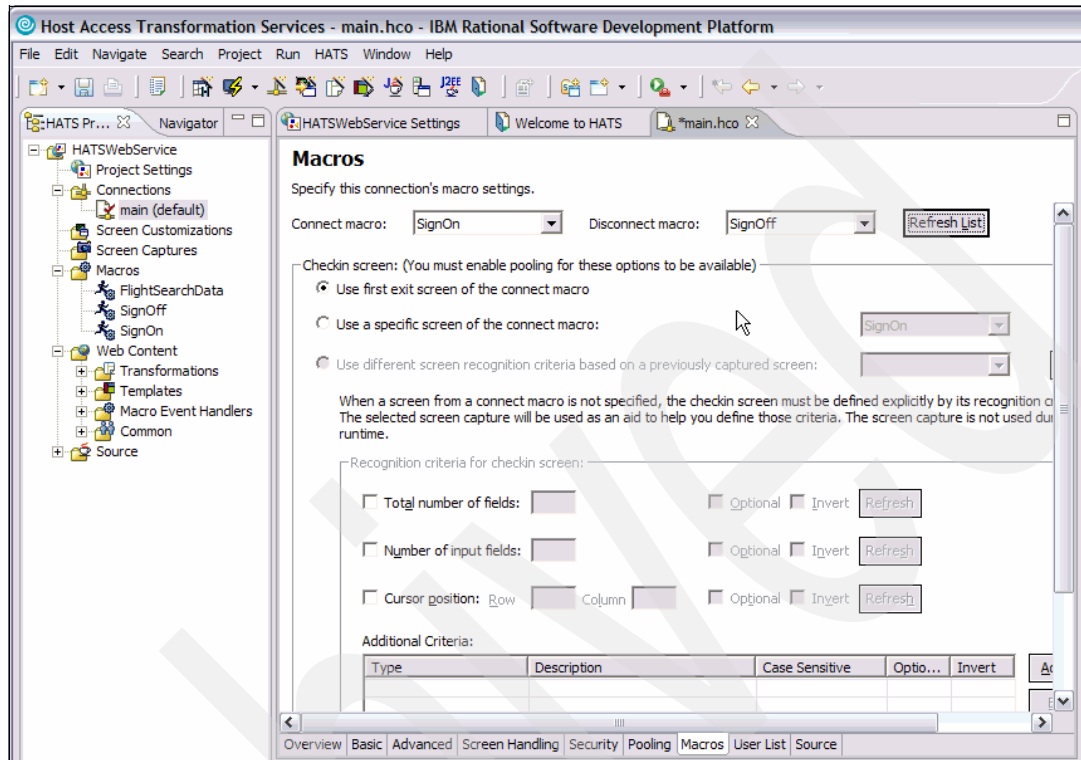 Host Access Transformation Services - main.hco - IBM Rational Software Development Platform
File Edit Navigate Search Project Run HATS Window Help
HATS Pr... Navigator
HATSWebService Settings Welcome to HATS *main.hco
HATSWebService
Project Settings
Connections
main (default)
Screen Customizations
Screen Captures
Macros
FlightSearchData
SignOff
SignOn
Web Content
Transformations
Templates
Macro Event Handlers
Common
Source
Macros
Specify this connection's macro settings.
Connect macro: SignOn Disconnect macro: SignOff Refresh List
Checkin screen: (You must enable pooling for these options to be available)
Use first exit screen of the connect macro
Use a specific screen of the connect macro: SignOn
Use different screen recognition criteria based on a previously captured screen:
When a screen from a connect macro is not specified, the checkin screen must be defined explicitly by its recognition
The selected screen capture will be used as an aid to help you define those criteria. The screen capture is not used
runtime.
Recognition criteria for checkin screen:
Total number of fields: Optional Invert Refresh
Number of input fields: Optional Invert Refresh
Cursor position: Row Column Optional Invert Refresh
Additional Criteria:
Type Description Case Sensitive Optio... Invert
Overview Basic Advanced Screen Handling Security Pooling Macros User List Source